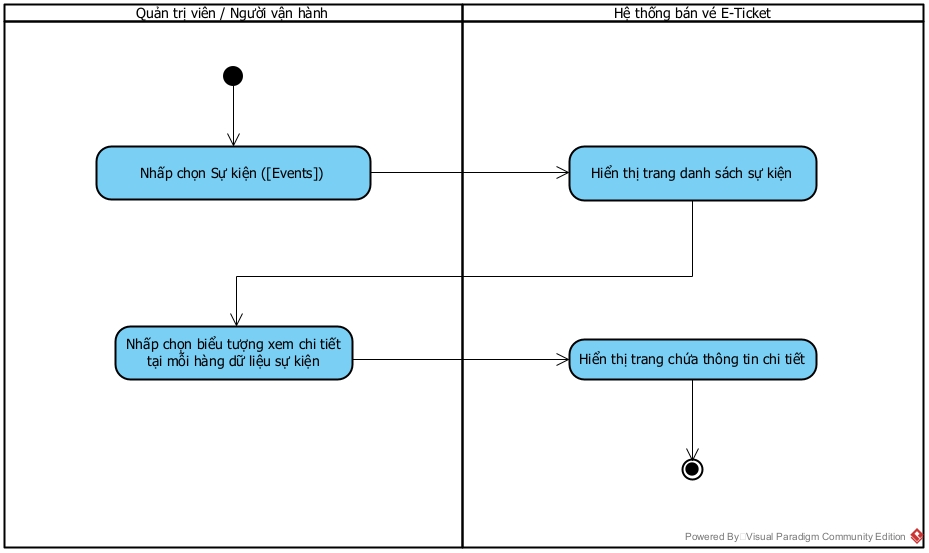 Quản trị viên / Người vận hành
Hệ thống bán vé E-Ticket
Nhấp chọn Sự kiện ([Events])
Hiển thị trang danh sách sự kiện
Nhấp chọn biểu tượng xem chi tiết
tại mỗi hàng dữ liệu sự kiện
Hiển thị trang chứa thông tin chi tiết
Powered By Visual Paradigm Community Edition